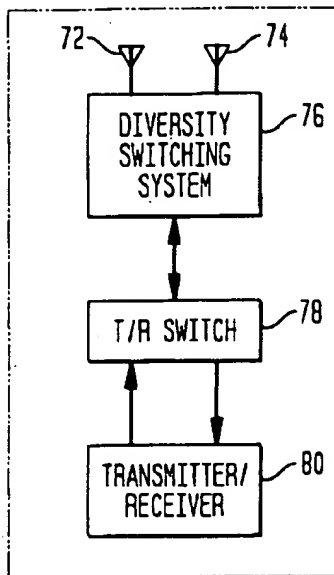 72 74
DIVERSITY 76
SWITCHING
SYSTEM
T/R SWITCH 78
TRANSMITTER/ 80
RECEIVER